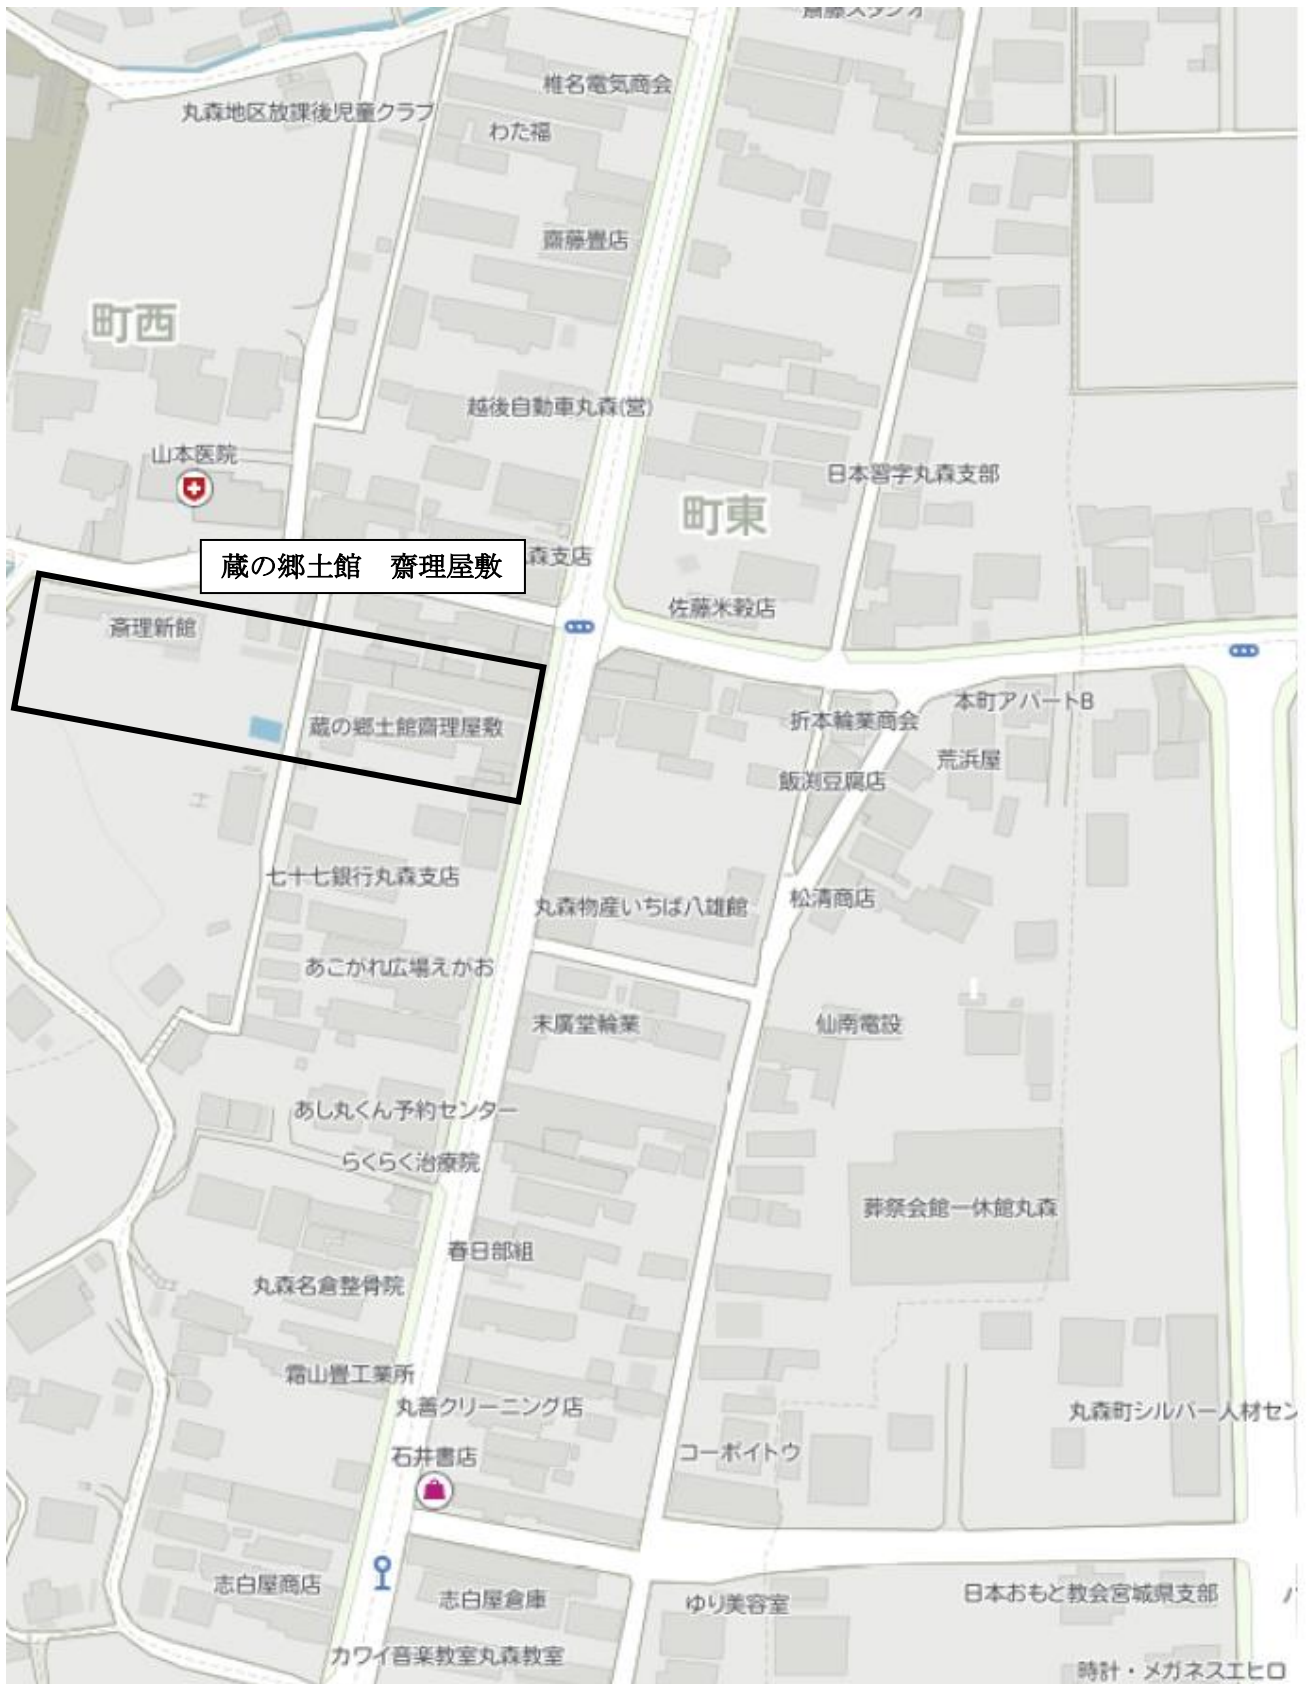 齋藤スタジオ
椎名電気商会
丸森地区放課後児童クラブ
わた福
齋藤畳店
町西
越後自動車丸森(営)
山本医院
日本習字丸森支部
町東
蔵の郷土館 齋理屋敷
森支店
佐藤米穀店
斎理新館
蔵の郷土館齋理屋敷
本町アパートB
折本輪業商会
荒浜屋
飯渕豆腐店
七十七銀行丸森支店
松清商店
丸森物産いちば八雄館
あこがれ広場えがお
末廣堂輪業
仙南電設
あし丸くん予約センター
らくらく治療院
葬祭会館一休館丸森
春日部組
丸森名倉整骨院
霜山畳工業所
丸善クリーニング店
丸森町シルバー人材セン
石井書店
コーポイトウ
志白屋商店
志白屋倉庫
ゆり美容室
日本おもと教会宮城県支部
カワイ音楽教室丸森教室
時計・メガネスエヒロ